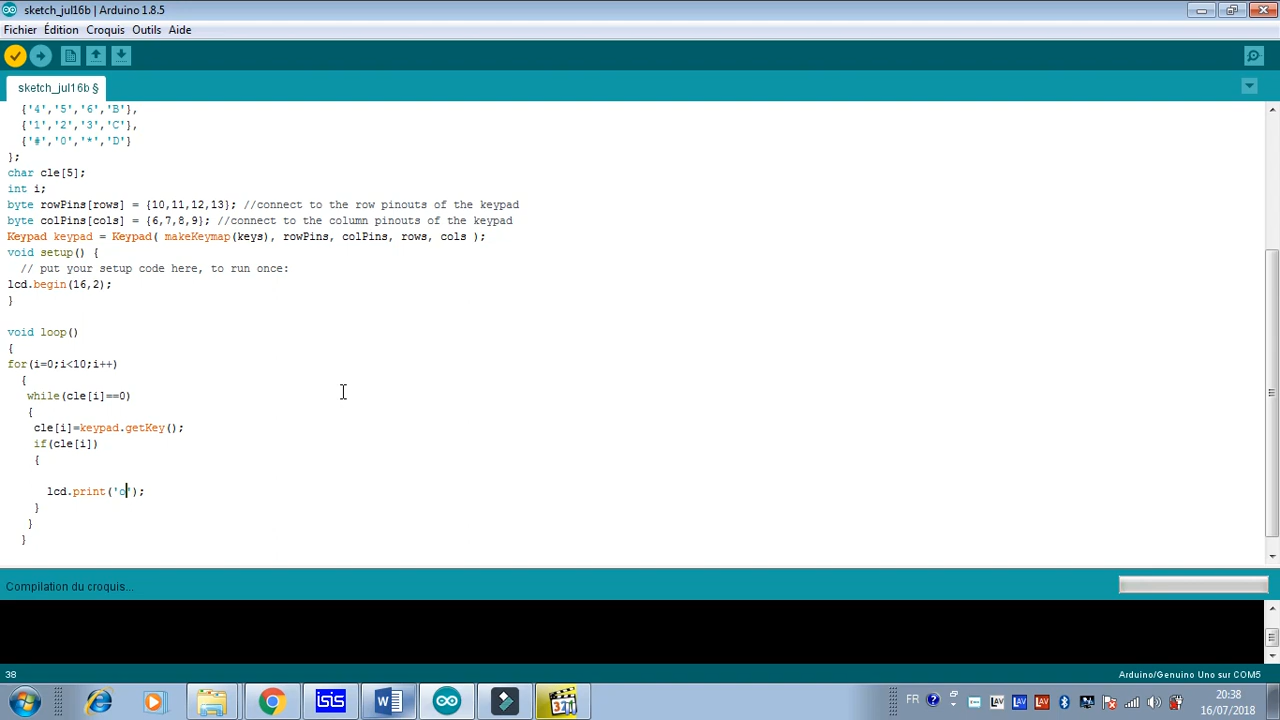 sketch_jul16b | Arduino 1.8.5
Fichier Édition Croquis Outils Aide
sketch_jul16b §
{'4','5','6','B'},
{'1','2','3','C'},
{'#','0','*','D'}
};
char cle[5];
int i;
byte rowPins[rows] = {10,11,12,13}; //connect to the row pinouts of the keypad
byte colPins[cols] = {6,7,8,9}; //connect to the column pinouts of the keypad
Keypad keypad = Keypad( makeKeymap(keys), rowPins, colPins, rows, cols );
void setup() {
// put your setup code here, to run once:
lcd.begin(16,2);
}
void loop()
{
for(i=0;i<10;i++)
{
while(cle[i]==0)
{
cle[i]=keypad.getKey();
if(cle[i])
{
lcd.print('o');
}
}
}
Compilation du croquis...
38
Arduino/Genuino Uno sur COM5
isis
W
321
FR
?
LAV
LAV
LAV
20:38
16/07/2018